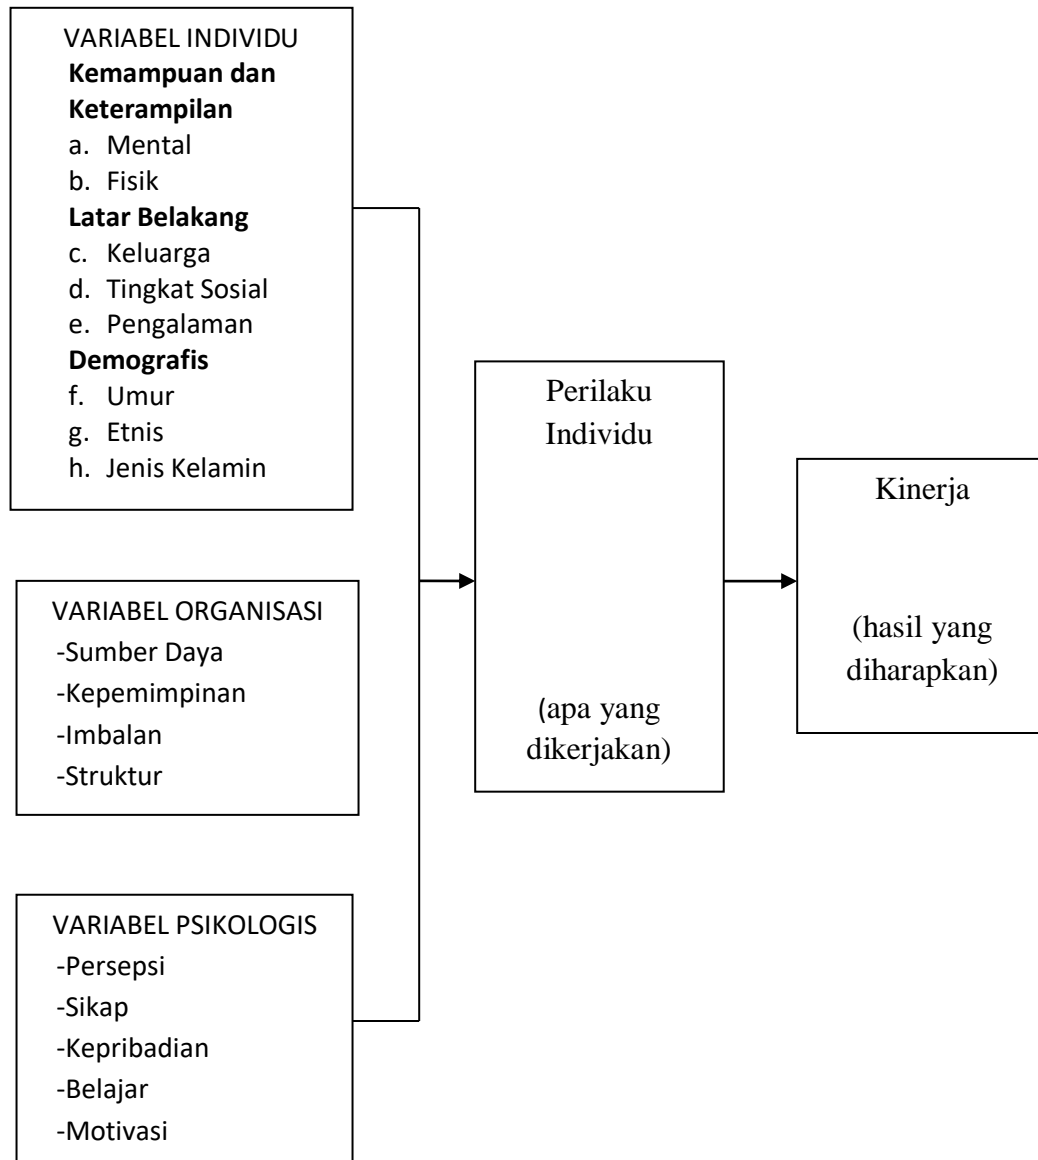 VARIABEL INDIVIDU
Kemampuan dan
Keterampilan
a. Mental
b. Fisik
Latar Belakang
c. Keluarga
d. Tingkat Sosial
e. Pengalaman
Demografis
f. Umur
g. Etnis
h. Jenis Kelamin
VARIABEL ORGANISASI
-Sumber Daya
-Kepemimpinan
-Imbalan
-Struktur
VARIABEL PSIKOLOGIS
-Persepsi
-Sikap
-Kepribadian
-Belajar
-Motivasi
Perilaku
Individu
(apa yang
dikerjakan)
Kinerja
(hasil yang
diharapkan)